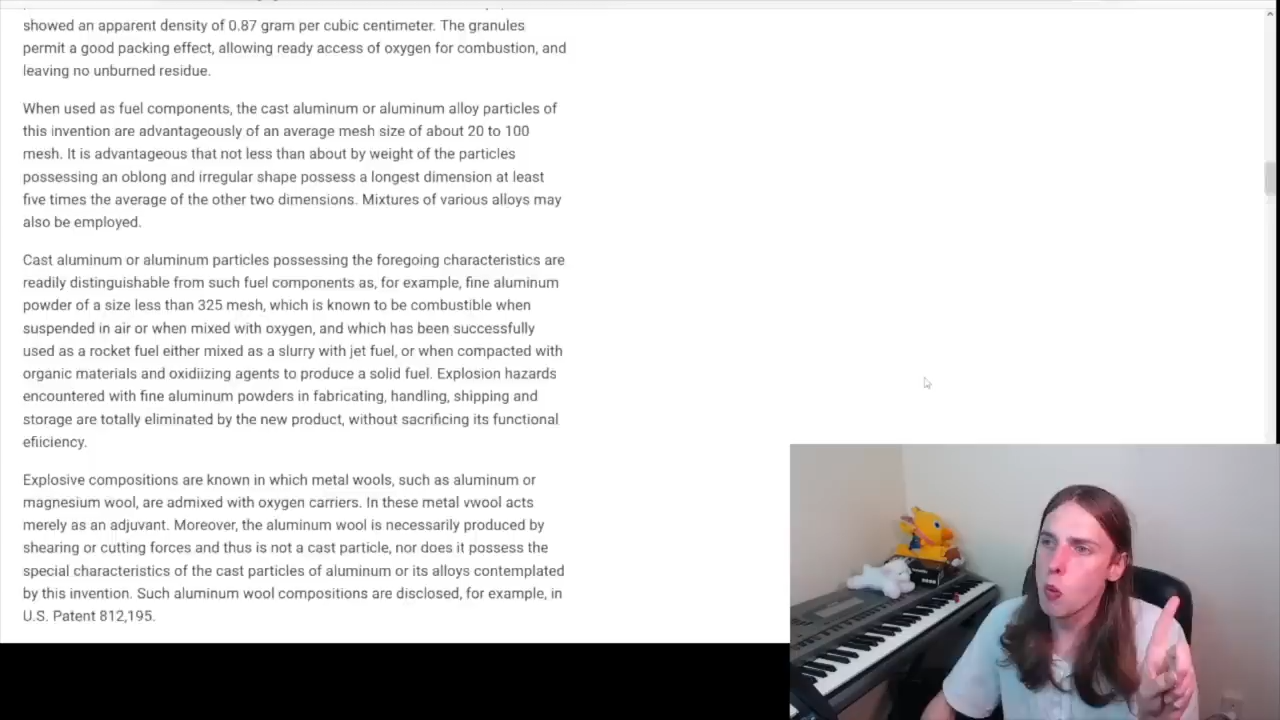 showed an apparent density of 0.87 gram per cubic centimeter. The granules
permit a good packing effect, allowing ready access of oxygen for combustion, and
leaving no unburned residue.
When used as fuel components, the cast aluminum or aluminum alloy particles of
this invention are advantageously of an average mesh size of about 20 to 100
mesh. It is advantageous that not less than about by weight of the particles
possessing an oblong and irregular shape possess a longest dimension at least
five times the average of the other two dimensions. Mixtures of various alloys may
also be employed.
Cast aluminum or aluminum particles possessing the foregoing characteristics are
readily distinguishable from such fuel components as, for example, fine aluminum
powder of a size less than 325 mesh, which is known to be combustible when
suspended in air or when mixed with oxygen, and which has been successfully
used as a rocket fuel either mixed as a slurry with jet fuel, or when compacted with
organic materials and oxidiizing agents to produce a solid fuel. Explosion hazards
encountered with fine aluminum powders in fabricating, handling, shipping and
storage are totally eliminated by the new product, without sacrificing its functional
efiiciency.
Explosive compositions are known in which metal wools, such as aluminum or
magnesium wool, are admixed with oxygen carriers. In these metal vwool acts
merely as an adjuvant. Moreover, the aluminum wool is necessarily produced by
shearing or cutting forces and thus is not a cast particle, nor does it possess the
special characteristics of the cast particles of aluminum or its alloys contemplated
by this invention. Such aluminum wool compositions are disclosed, for example, in
U.S. Patent 812,195.